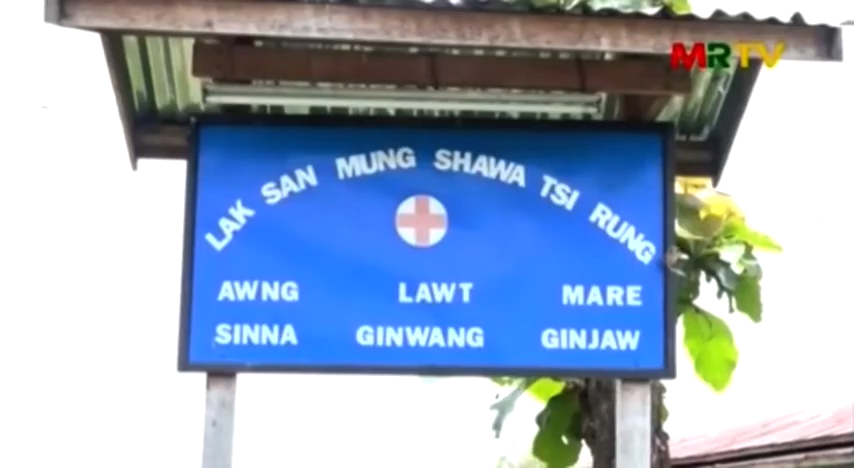 MRTV
LAK SAN MUNG SHAWA TSI RUNG
AWNG LAWT MARE
SINNA GINWANG GINJAW